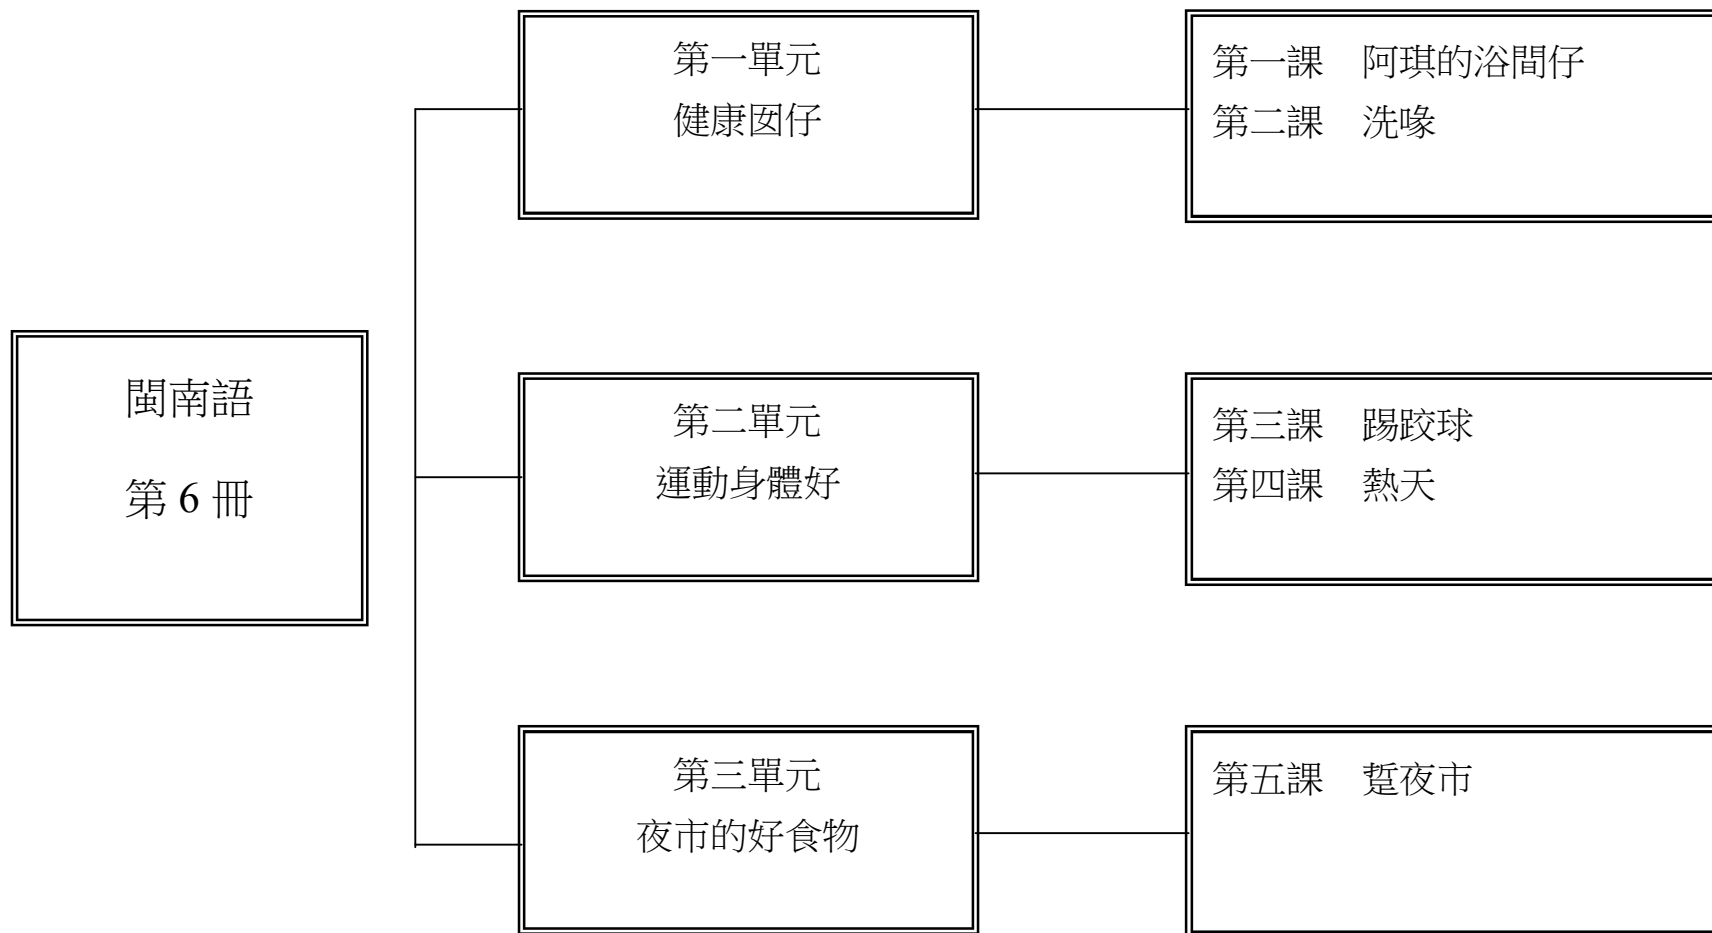 閩南語
第 6 冊
第一單元
健康囡仔
第一課　阿琪的浴間仔
第二課　洗喙
第二單元
運動身體好
第三課　踢跤球
第四課　熱天
第三單元
夜市的好食物
第五課　踅夜市